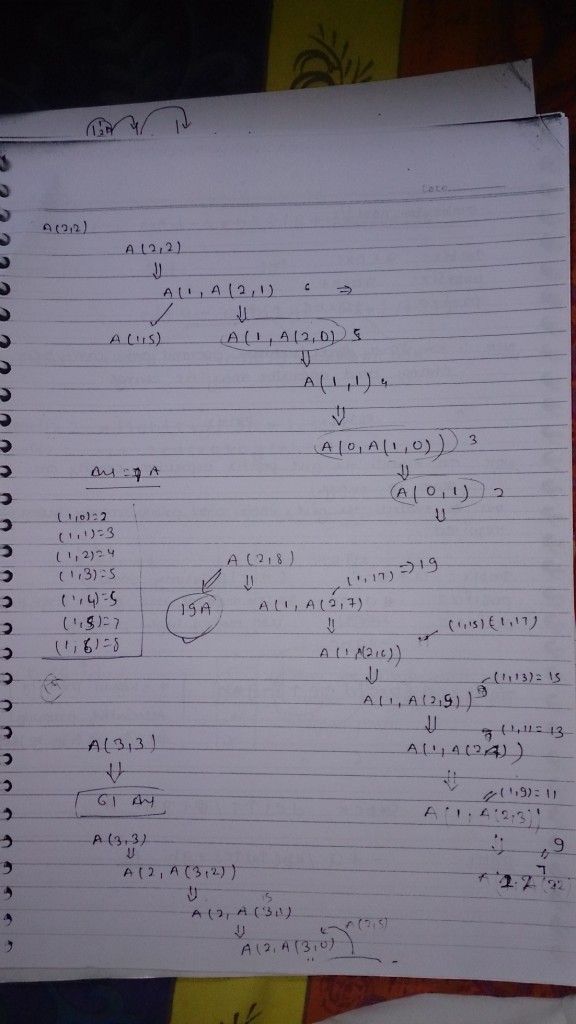 Date
A(2,2)
A(2,2)
⇓
A(1, A(2,1) 6 ⇒
⇓
A(1,5) A(1, A(2,0) 5
⇓
A(1,1) 4
⇓
A(0, A(1,0)) 3
⇓
A(0,1) 2
⇓
(1,0)=2
(1,1)=3
(1,2)=4
(1,3)=5
(1,4)=5
(1,5)=7
(1,6)=8
A(2,8)
⇓
(1,17) ⇒ 19
19A A(1, A(2,7)
⇓
(1,15) (1,17)
A(1 A(2,6))
⇓
(1,13)=15
A(1, A(2,5))
⇓
(1,11=13
A(1, A(2,4))
⇓
(1,9)=11
A(1, A(2,3))
9
7
A(3,3)
⇓
61
A(3,3)
⇓
A(2, A(3,2))
⇓
A(2, A(3,1)
⇓
A(2,5)
A(2, A(3,0)